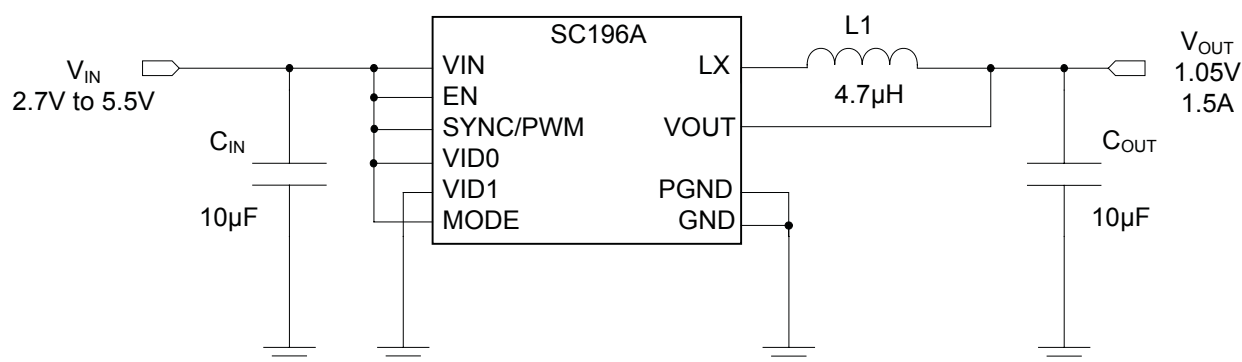 SC196A
L1
V_IN
2.7V to 5.5V
VIN
LX
V_OUT
1.05V
1.5A
EN
4.7µH
SYNC/PWM
VOUT
C_IN
VID0
C_OUT
VID1
PGND
10µF
MODE
GND
10µF